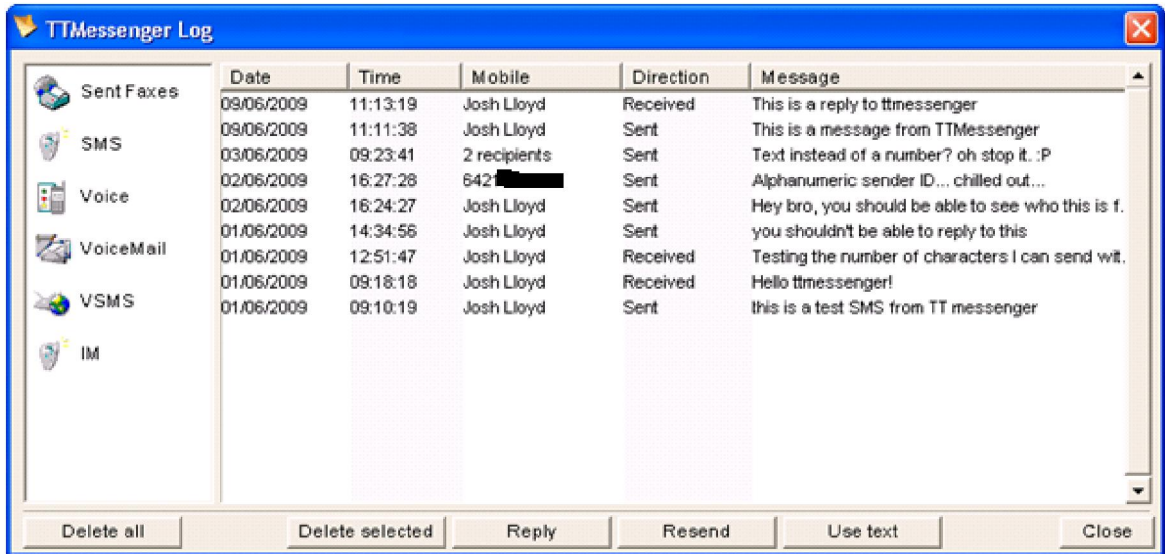 TTMessenger Log
Sent Faxes
SMS
Voice
VoiceMail
VSMS
IM
Date Time Mobile Direction Message
09/06/2009 11:13:19 Josh Lloyd Received This is a reply to ttmessenger
09/06/2009 11:11:38 Josh Lloyd Sent This is a message from TTMessenger
03/06/2009 09:23:41 2 recipients Sent Text instead of a number? oh stop it. :P
02/06/2009 16:27:28 6421 Sent Alphanumeric sender ID... chilled out...
02/06/2009 16:24:27 Josh Lloyd Sent Hey bro, you should be able to see who this is f.
01/06/2009 14:34:56 Josh Lloyd Sent you shouldn't be able to reply to this
01/06/2009 12:51:47 Josh Lloyd Received Testing the number of characters I can send wit.
01/06/2009 09:18:18 Josh Lloyd Received Hello ttmessenger!
01/06/2009 09:10:19 Josh Lloyd Sent this is a test SMS from TT messenger
Delete all Delete selected Reply Resend Use text Close